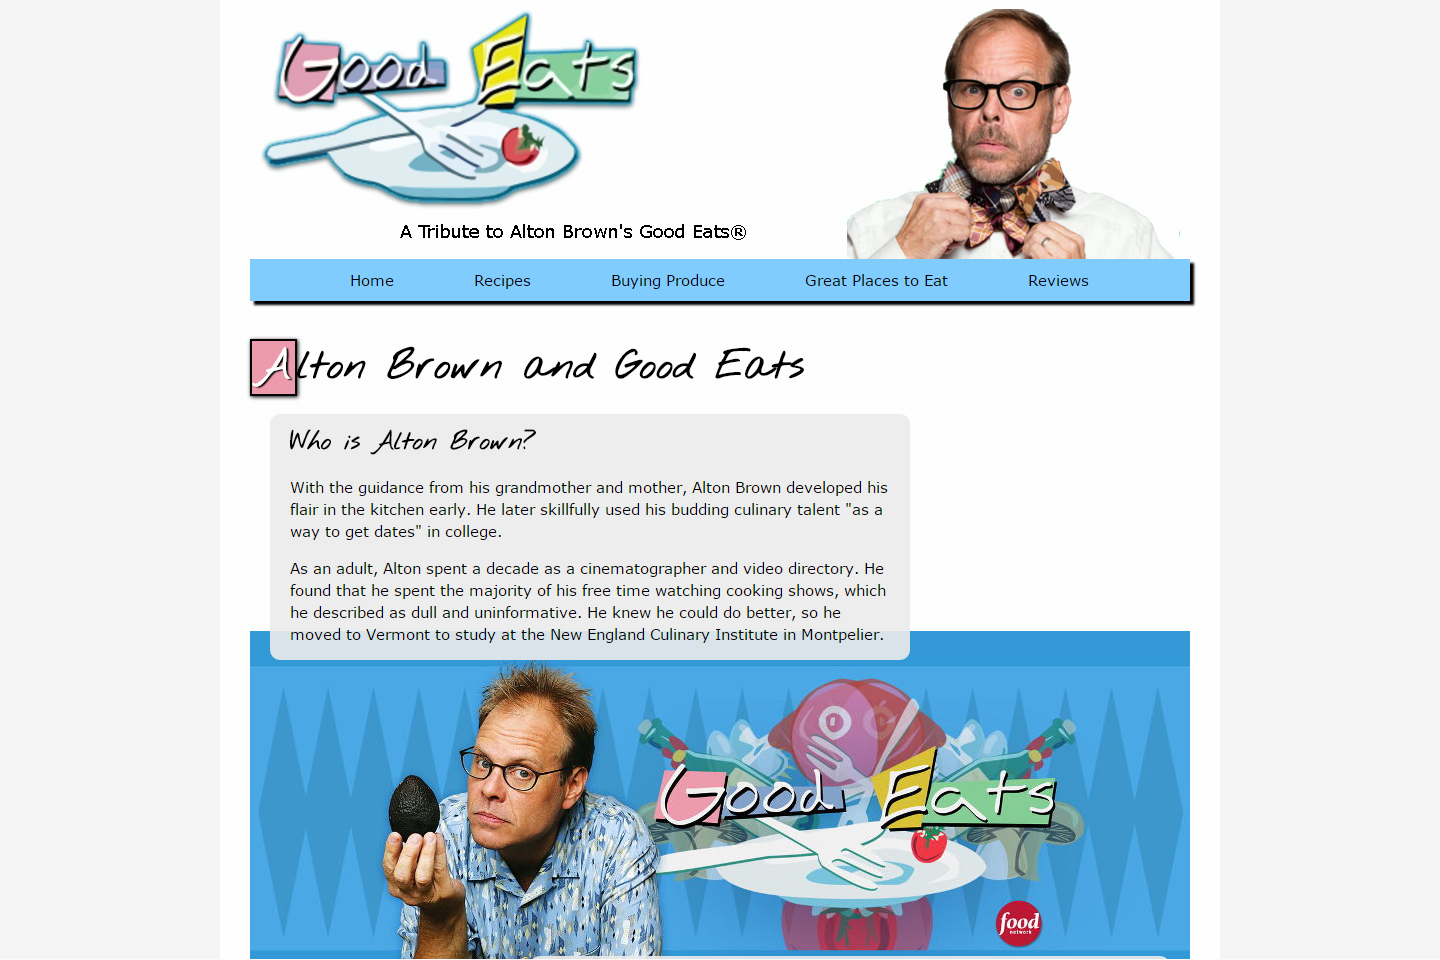 Good Eats
A Tribute to Alton Brown's Good Eats®
Home Recipes Buying Produce Great Places to Eat Reviews
Alton Brown and Good Eats
Who is Alton Brown?
With the guidance from his grandmother and mother, Alton Brown developed his
flair in the kitchen early. He later skillfully used his budding culinary talent "as a
way to get dates" in college.
As an adult, Alton spent a decade as a cinematographer and video directory. He
found that he spent the majority of his free time watching cooking shows, which
he described as dull and uninformative. He knew he could do better, so he
moved to Vermont to study at the New England Culinary Institute in Montpelier.
Good Eats
food
network